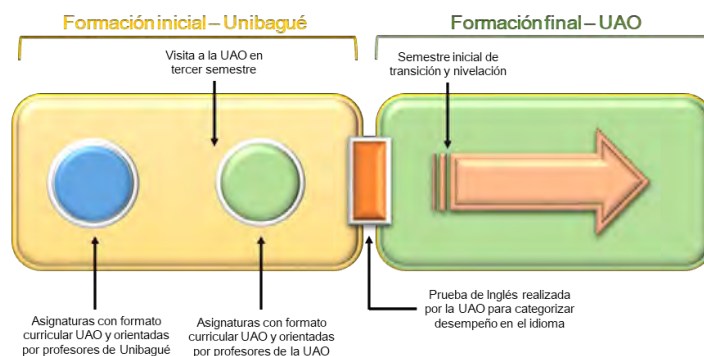 Formación inicial – Unibagué
Formación final – UAO
Visita a la UAO en
tercer semestre
Semestre inicial de
transición y nivelación
Asignaturas con formato
curricular UAO y orientadas
por profesores de Unibagué
Asignaturas con formato
curricular UAO y orientadas
por profesores de la UAO
Prueba de Inglés realizada
por la UAO para categorizar
desempeño en el idioma